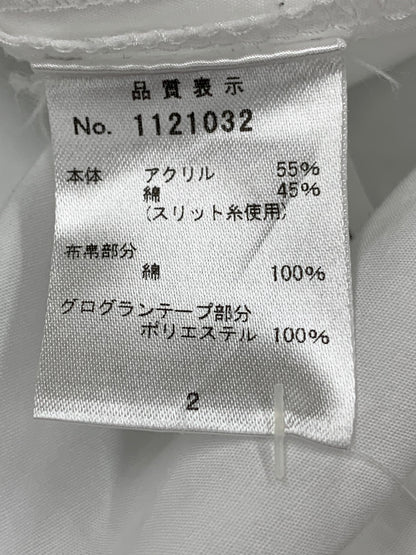 品質表示
No. 1121032
本体 アクリル 55%
綿 45%
(スリット糸使用)
布帛部分
綿 100%
グログランテープ部分
ポリエステル 100%
2